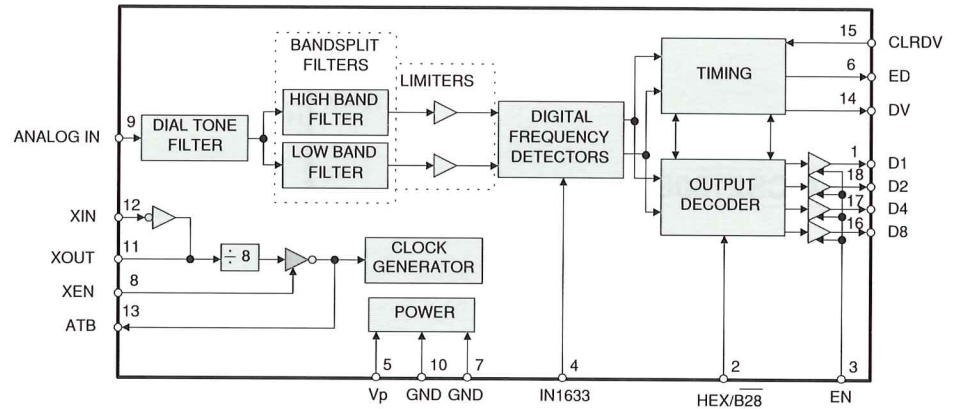 BANDSPLIT
FILTERS
LIMITERS
HIGH BAND
FILTER
LOW BAND
FILTER
ANALOG IN
9
DIAL TONE
FILTER
DIGITAL
FREQUENCY
DETECTORS
TIMING
15
CLRDV
6
ED
14
DV
OUTPUT
DECODER
1
D1
18
D2
17
D4
16
D8
XIN
12
XOUT
11
÷ 8
CLOCK
GENERATOR
XEN
8
ATB
13
POWER
5
10
7
4
2
3
Vp
GND
GND
IN1633
HEX/B̅2̅8̅
EN